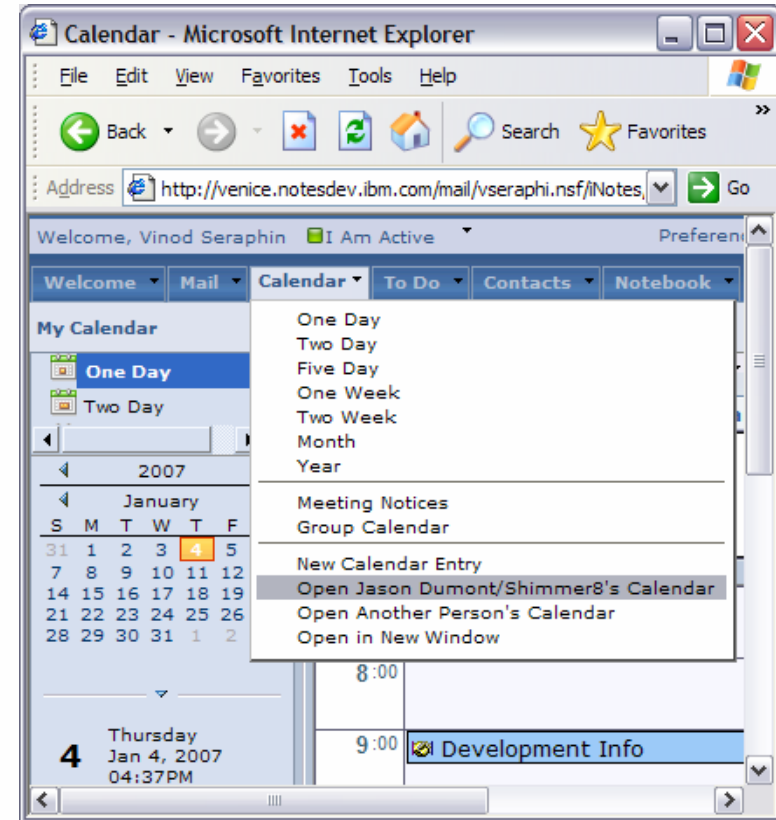 Calendar - Microsoft Internet Explorer
File Edit View Favorites Tools Help
Back Search Favorites »
Address http://venice.notesdev.ibm.com/mail/vseraphi.nsf/iNotes, Go
Welcome, Vinod Seraphin I Am Active
Welcome Mail Calendar To Do Contacts Notebook
My Calendar
One Day
Two Day
2007
January
S M T W T F
31 1 2 3 4 5
7 8 9 10 11 12
14 15 16 17 18 19
21 22 23 24 25 26
28 29 30 31 1 2
Thursday
4 Jan 4, 2007
04:37PM
One Day
Two Day
Five Day
One Week
Two Week
Month
Year
Meeting Notices
Group Calendar
New Calendar Entry
Open Jason Dumont/Shimmer8's Calendar
Open Another Person's Calendar
Open in New Window
8:00
9:00 Development Info